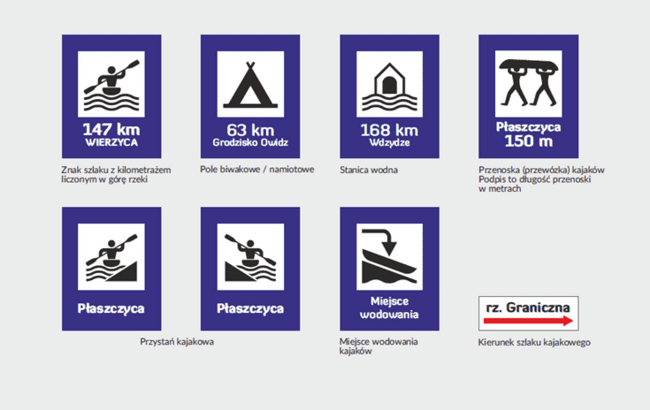 147 km
WIERZYCA
Znak szlaku z kilometrażem
liczonym w górę rzeki
63 km
Grodzisko Owidz
Pole biwakowe / namiotowe
168 km
Wdzydze
Stanica wodna
Płaszczyca
150 m
Przenoska (przewózka) kajaków
Podpis to długość przenoski
w metrach
Płaszczyca
Płaszczyca
Przystań kajakowa
Miejsce
wodowania
Miejsce wodowania
kajaków
rz. Graniczna
Kierunek szlaku kajakowego